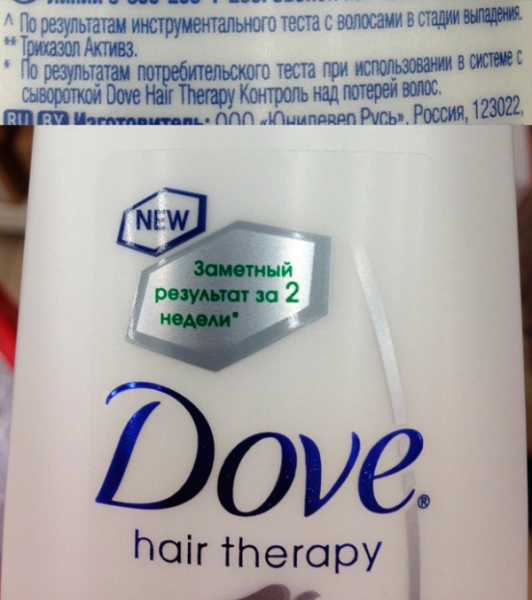 ^ По результатам инструментального теста с волосами в стадии выпадения.
** Трихазол Активз.
* По результатам потребительского теста при использовании в системе с
сывороткой Dove Hair Therapy Контроль над потерей волос.
RU BY Изготовитель: ООО «Юнилевер Русь», Россия, 123022,
NEW
Заметный
результат за 2
недели*
Dove®
hair therapy